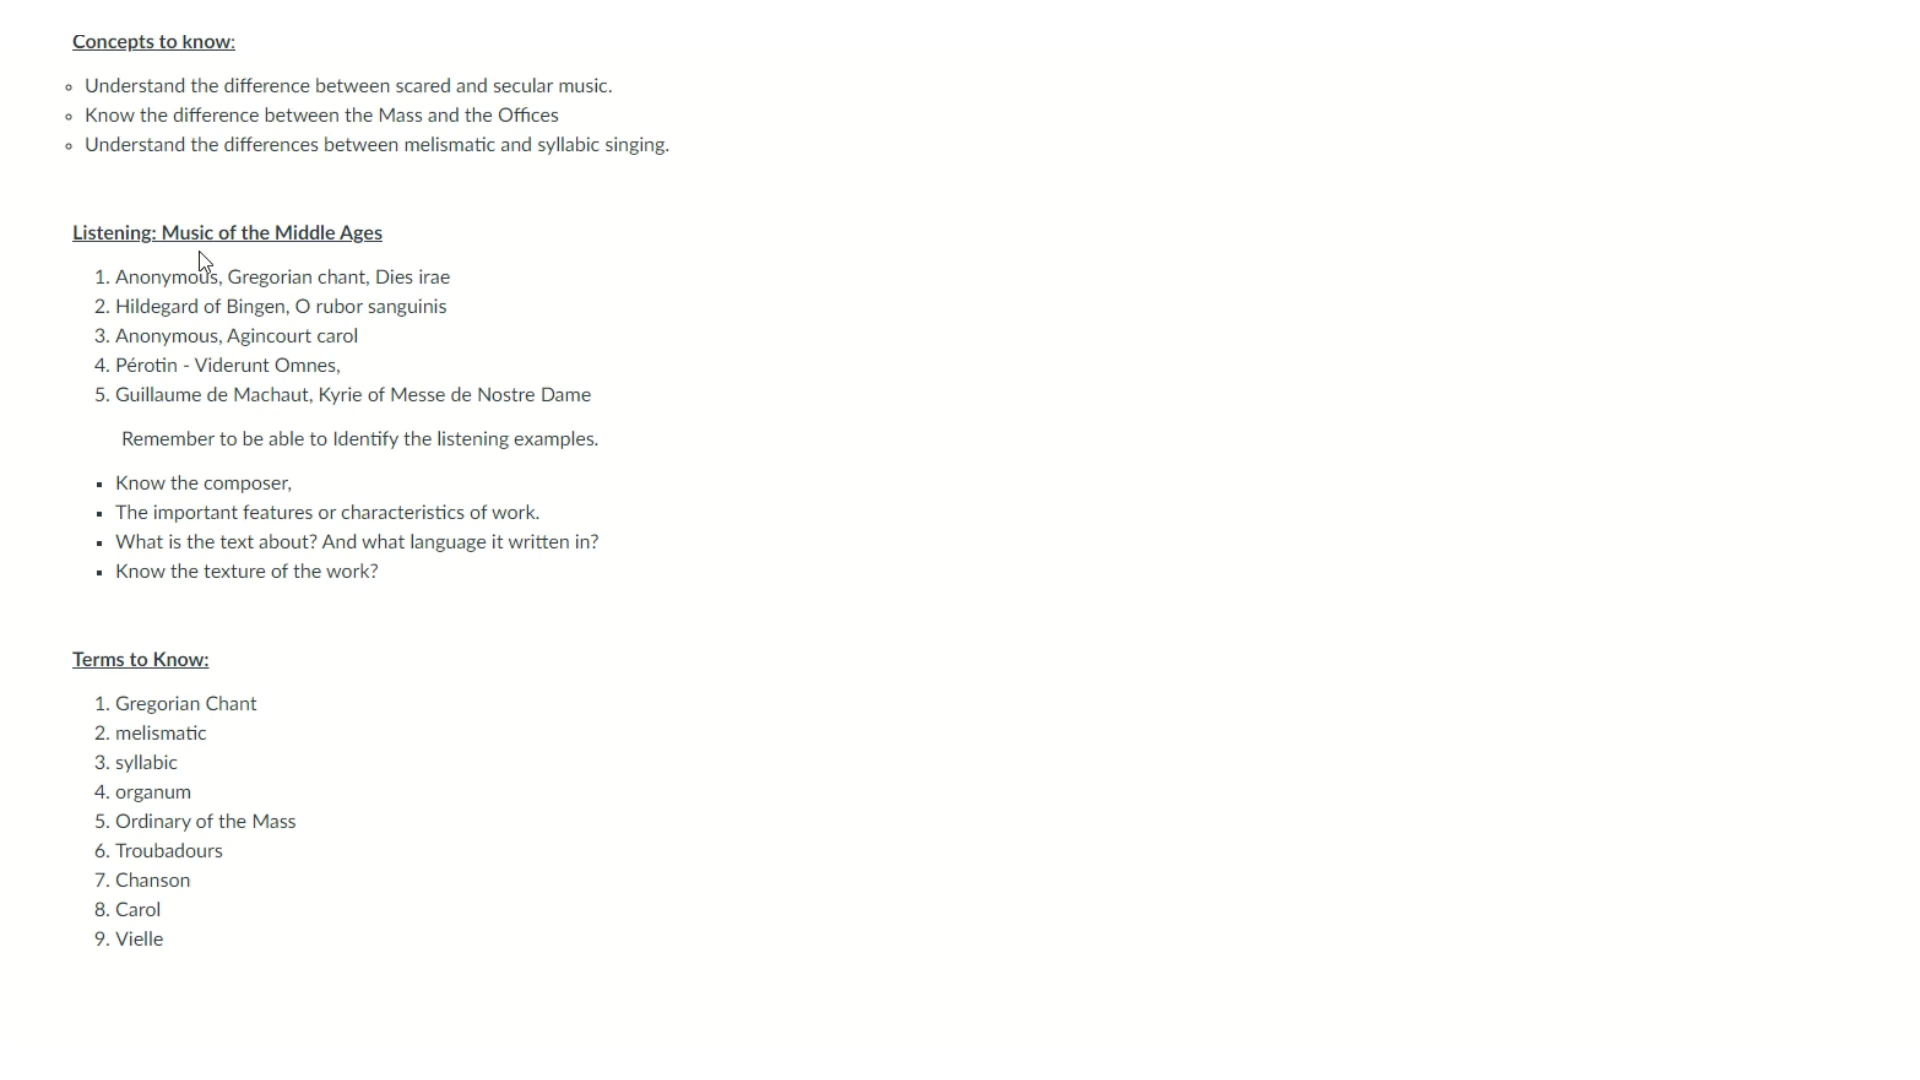 Concepts to know:
Understand the difference between scared and secular music.
Know the difference between the Mass and the Offices
Understand the differences between melismatic and syllabic singing.
Listening: Music of the Middle Ages
1. Anonymous, Gregorian chant, Dies irae
2. Hildegard of Bingen, O rubor sanguinis
3. Anonymous, Agincourt carol
4. Pérotin - Viderunt Omnes,
5. Guillaume de Machaut, Kyrie of Messe de Nostre Dame
Remember to be able to Identify the listening examples.
Know the composer,
The important features or characteristics of work.
What is the text about? And what language it written in?
Know the texture of the work?
Terms to Know:
1. Gregorian Chant
2. melismatic
3. syllabic
4. organum
5. Ordinary of the Mass
6. Troubadours
7. Chanson
8. Carol
9. Vielle